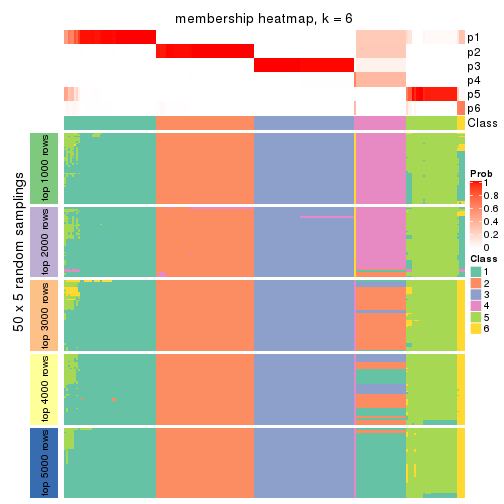 membership heatmap, k = 6
p1
p2
p3
p4
p5
p6
Class
50 x 5 random samplings
top 1000 rows
top 2000 rows
top 3000 rows
top 4000 rows
top 5000 rows
Prob
1
0.8
0.6
0.4
0.2
0
Class
1
2
3
4
5
6